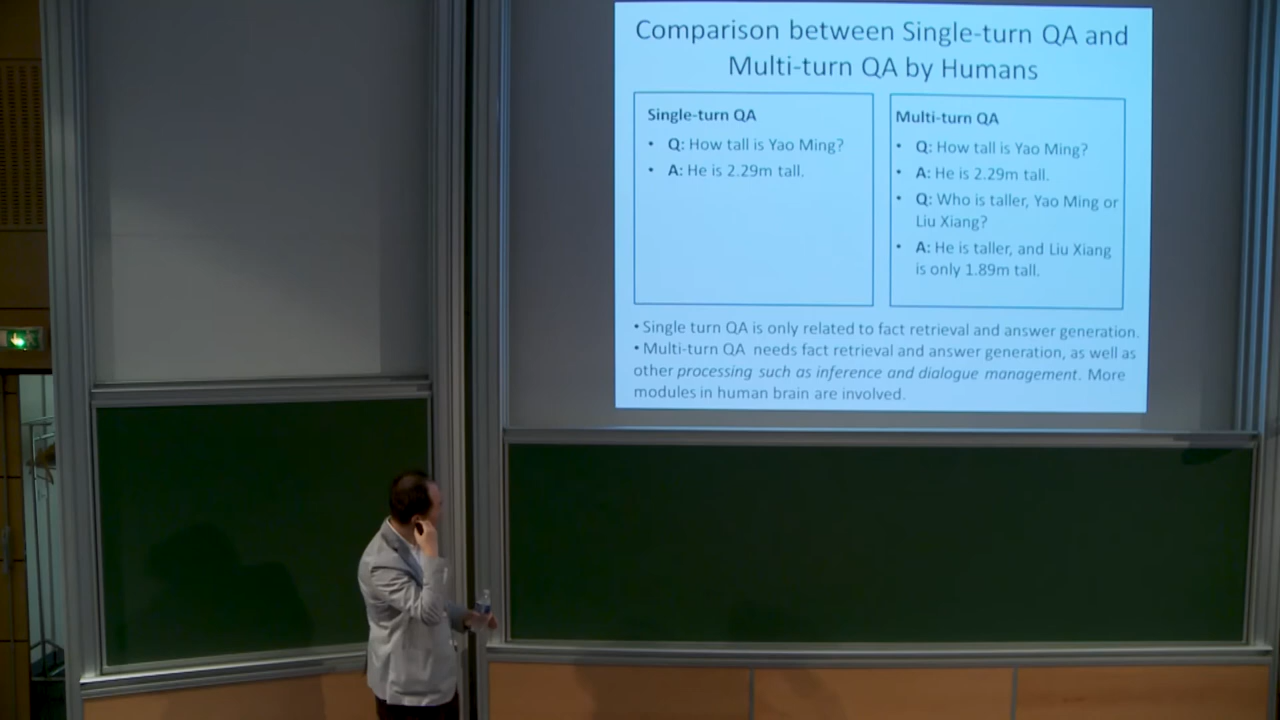 Comparison between Single-turn QA and
Multi-turn QA by Humans
Single-turn QA
• Q: How tall is Yao Ming?
• A: He is 2.29m tall.
Multi-turn QA
• Q: How tall is Yao Ming?
• A: He is 2.29m tall.
• Q: Who is taller, Yao Ming or
Liu Xiang?
• A: He is taller, and Liu Xiang
is only 1.89m tall.
• Single turn QA is only related to fact retrieval and answer generation.
• Multi-turn QA needs fact retrieval and answer generation, as well as
other processing such as inference and dialogue management. More
modules in human brain are involved.